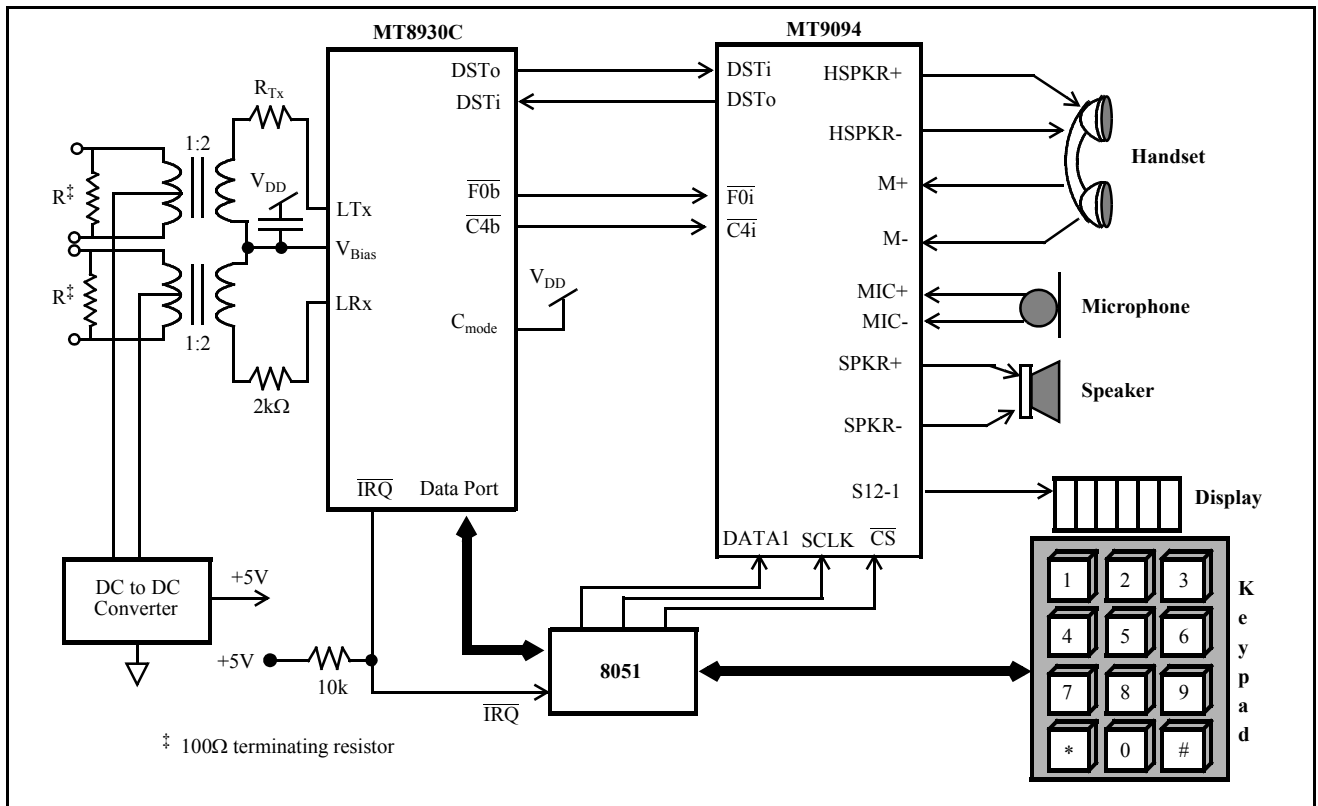 MT8930C
MT9094
DSTo
DSTi
F0b
C4b
LTx
VBias
LRx
Cmode
IRQ
Data Port
RTx
1:2
VDD
R‡
R‡
1:2
2kΩ
VDD
DSTi
DSTo
F0i
C4i
HSPKR+
HSPKR-
M+
M-
MIC+
MIC-
SPKR+
SPKR-
S12-1
DATA1 SCLK CS
Handset
Microphone
Speaker
Display
DC to DC
Converter
+5V
+5V
10k
IRQ
8051
1 2 3
4 5 6
7 8 9
* 0 #
Keypad
‡ 100Ω terminating resistor